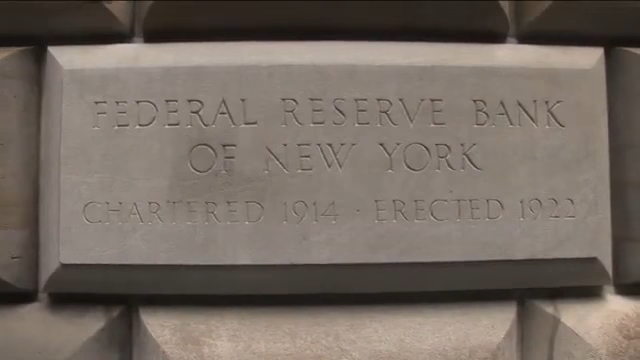 FEDERAL RESERVE BANK
OF NEW YORK
CHARTERED 1914 · ERECTED 1922